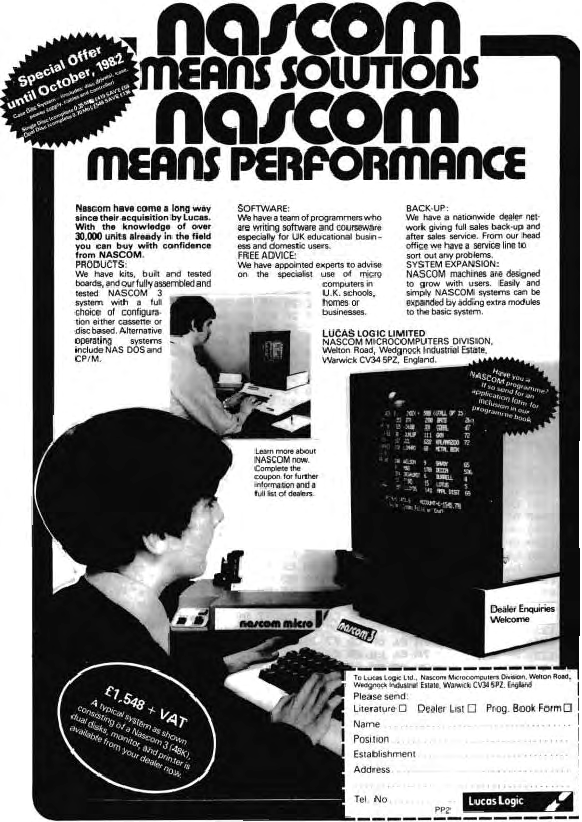 nascom
MEANS SOLUTIONS
nascom
MEANS PERFORMANCE
Special Offer
until October, 1982
Nascom have come a long way
since their acquisition by Lucas.
With the knowledge of over
30,000 units already in the field
you can buy with confidence
from NASCOM.
PRODUCTS:
We have kits, built and tested
boards, and our fully assembled and
tested NASCOM 3
system with a full
choice of configura-
tion either cassette or
disc based. Alternative
operating systems
include NAS DOS and
CP/M.
SOFTWARE:
We have a team of programmers who
are writing software and courseware
especially for UK educational busin-
ess and domestic users.
FREE ADVICE:
We have appointed experts to advise
on the specialist use of micro
computers in
U.K. schools,
homes or
businesses.
BACK-UP:
We have a nationwide dealer net-
work giving full sales back-up and
after sales service. From our head
office we have a service line to
sort out any problems.
SYSTEM EXPANSION:
NASCOM machines are designed
to grow with users. Easily and
simply NASCOM systems can be
expanded by adding extra modules
to the basic system.
LUCAS LOGIC LIMITED
NASCOM MICROCOMPUTERS DIVISION,
Welton Road, Wedgnock Industrial Estate,
Warwick CV34 5PZ, England.
Have you a
NASCOM programme?
If so send for an
application form for
inclusion in our
programme book.
Learn more about
NASCOM now.
Complete the
coupon for further
information and a
full list of dealers.
nascom micro
nascom 3
Dealer Enquiries
Welcome
£1,548 + VAT
A typical system as shown
consisting of a Nascom 3 (48K),
dual disks, monitor, and printer is
available from your dealer now.
To Lucas Logic Ltd., Nascom Microcomputers Division, Welton Road,
Wedgnock Industrial Estate, Warwick CV34 5PZ, England
Please send:
Literature □ Dealer List □ Prog. Book Form □
Name
Position
Establishment
Address
Tel. No
PP2
Lucas Logic